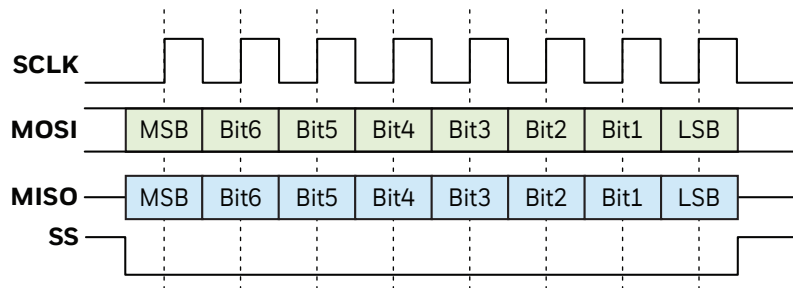 SCLK
MOSI MSB Bit6 Bit5 Bit4 Bit3 Bit2 Bit1 LSB
MISO MSB Bit6 Bit5 Bit4 Bit3 Bit2 Bit1 LSB
SS